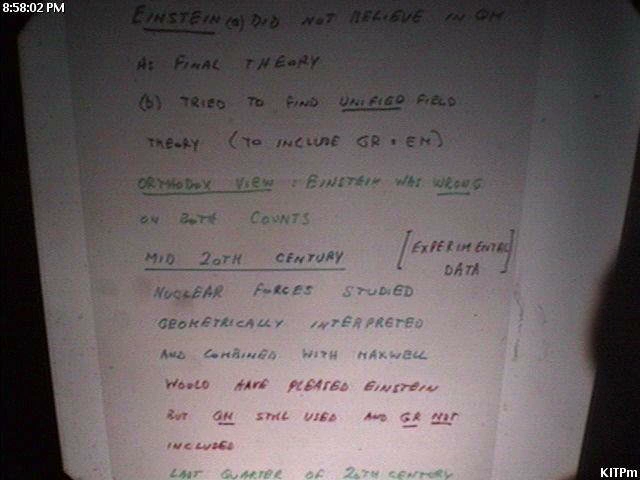 8:58:02 PM
EINSTEIN (a) DID NOT BELIEVE IN QM
AS FINAL THEORY
(b) TRIED TO FIND UNIFIED FIELD
THEORY (TO INCLUDE GR + EM)
ORTHODOX VIEW : EINSTEIN WAS WRONG
ON BOTH COUNTS
MID 20TH CENTURY [EXPERIMENTAL
DATA]
NUCLEAR FORCES STUDIED
GEOMETRICALLY INTERPRETED
AND COMBINED WITH MAXWELL
WOULD HAVE PLEASED EINSTEIN
BUT QM STILL USED AND GR NOT
INCLUDED
LAST QUARTER OF 20TH CENTURY
KITPm